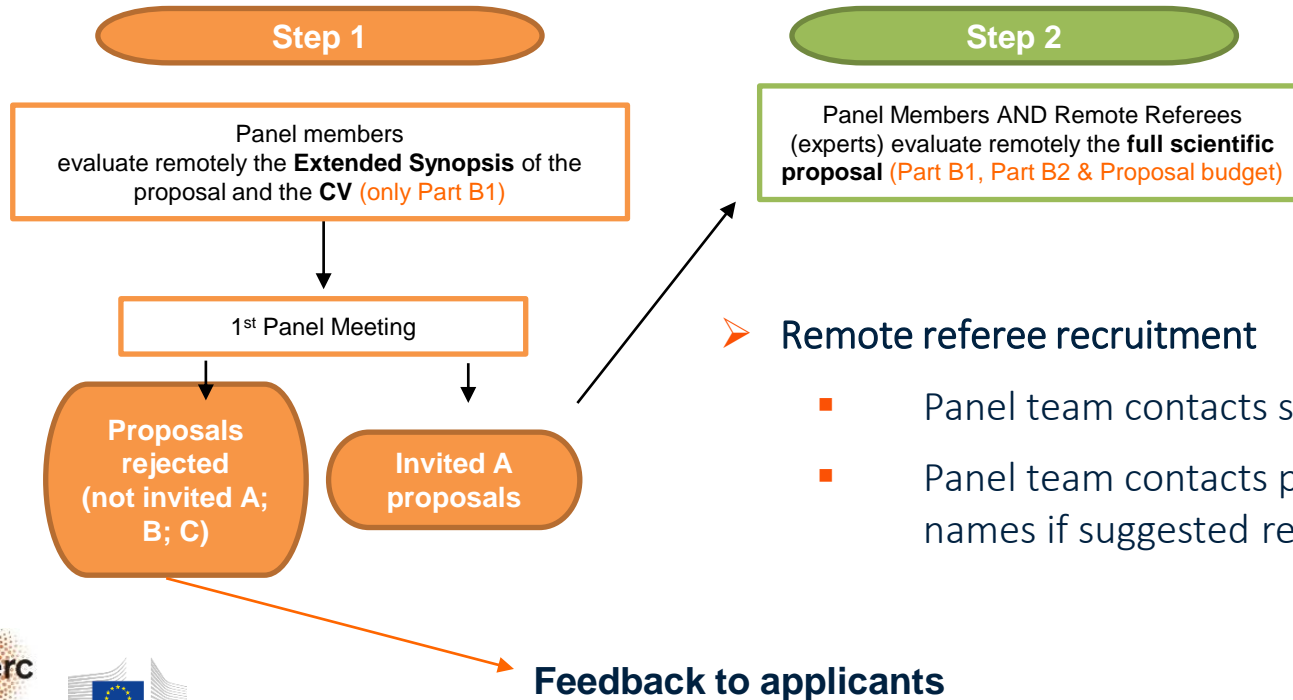 Step 1
Panel members
evaluate remotely the Extended Synopsis of the
proposal and the CV (only Part B1)
1st Panel Meeting
Proposals
rejected
(not invited A;
B; C)
Invited A
proposals
Step 2
Panel Members AND Remote Referees
(experts) evaluate remotely the full scientific
proposal (Part B1, Part B2 & Proposal budget)
Remote referee recruitment
Panel team contacts
Panel team contacts
names if suggested
Feedback to applicants